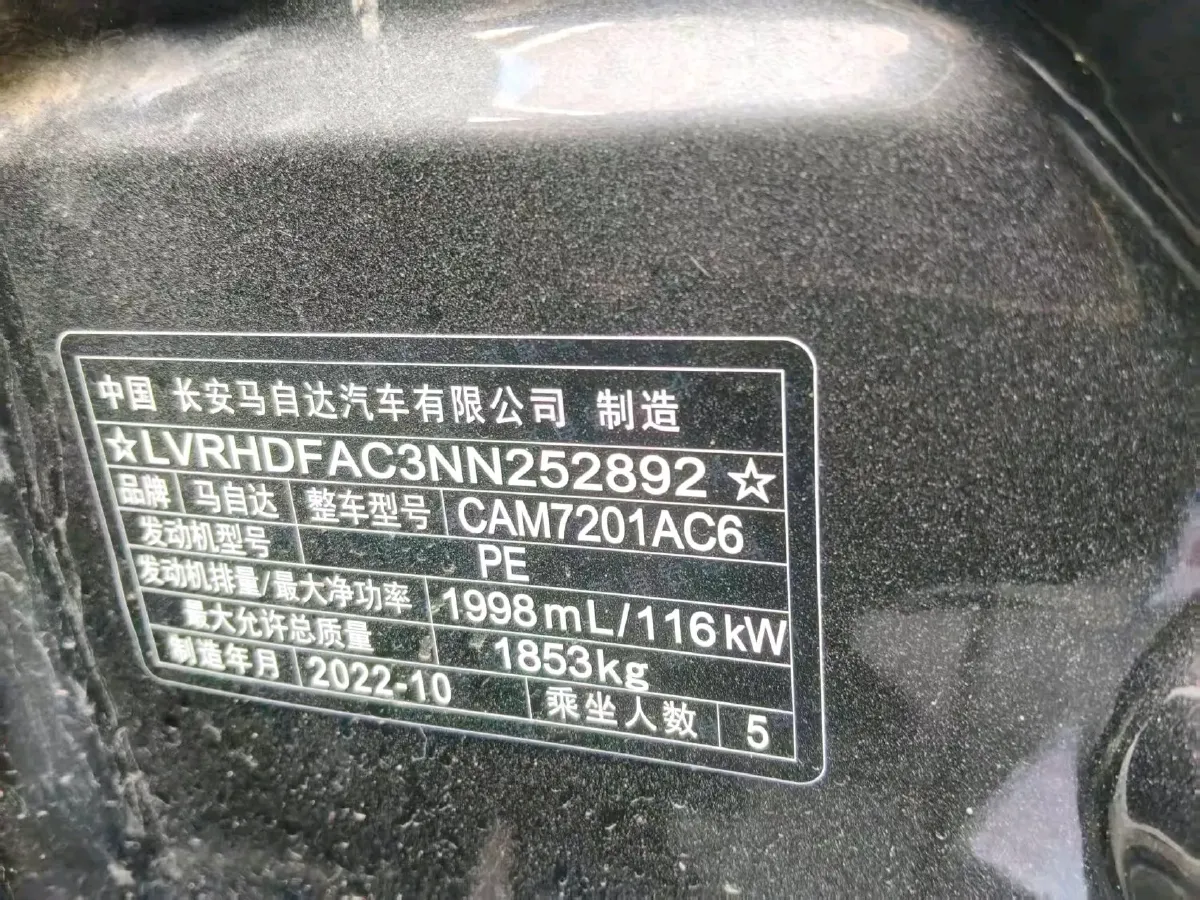 中国 长安马自达汽车有限公司 制造
☆LVRHDFAC3NN252892☆
品牌 马自达 整车型号 CAM7201AC6
发动机型号 PE
发动机排量/最大净功率 1998mL/116kW
最大允许总质量 1853kg
制造年月 2022-10 乘坐人数 5